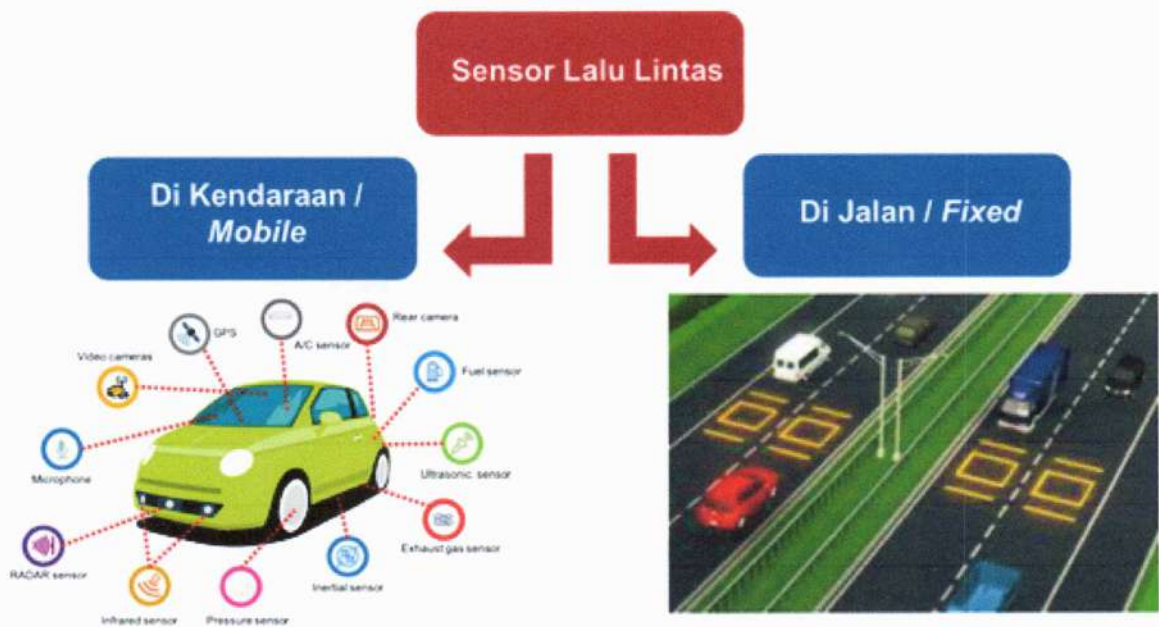 Sensor Lalu Lintas
Di Kendaraan /
Mobile
Di Jalan / Fixed
GPS
A/C sensor
Rear camera
Video cameras
Fuel sensor
Microphone
Ultrasonic. sensor
RADAR sensor
Exhaust gas sensor
Inertial sensor
Infrared sensor
Pressure sensor